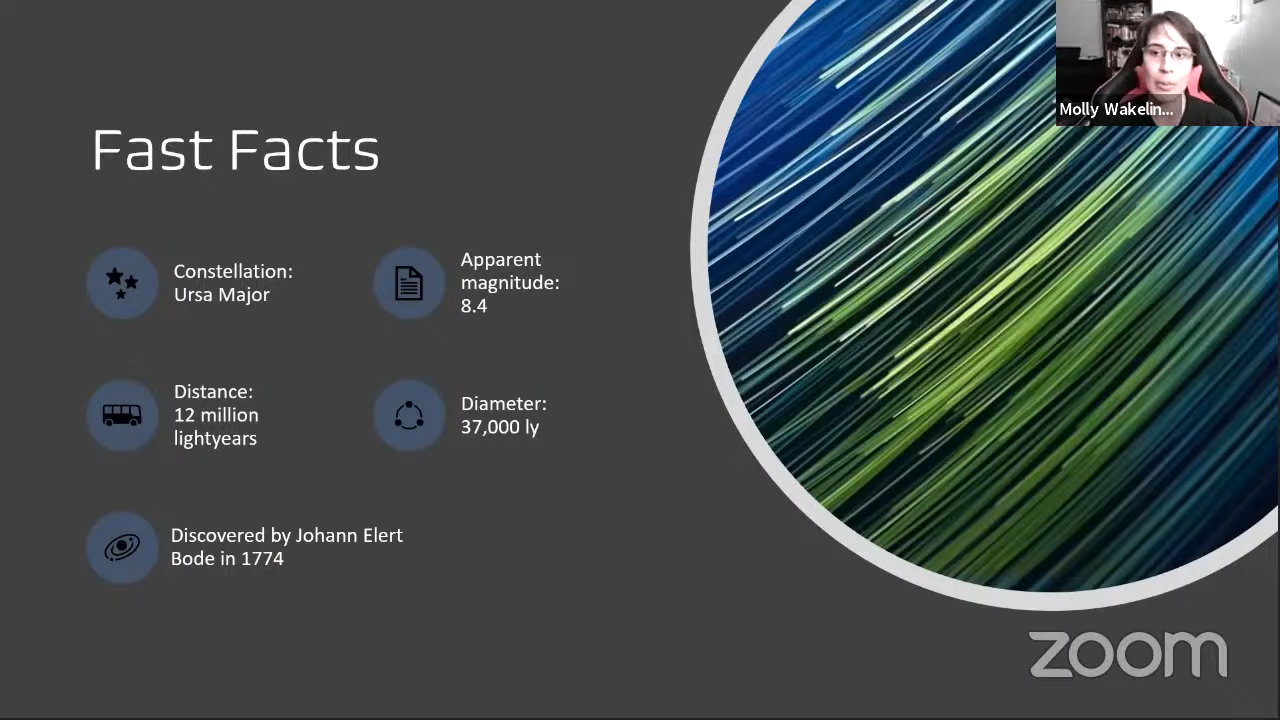 Molly Wakelin...
Fast Facts
Constellation:
Ursa Major
Apparent
magnitude:
8.4
Distance:
12 million
lightyears
Diameter:
37,000 ly
Discovered by Johann Elert
Bode in 1774
zoom